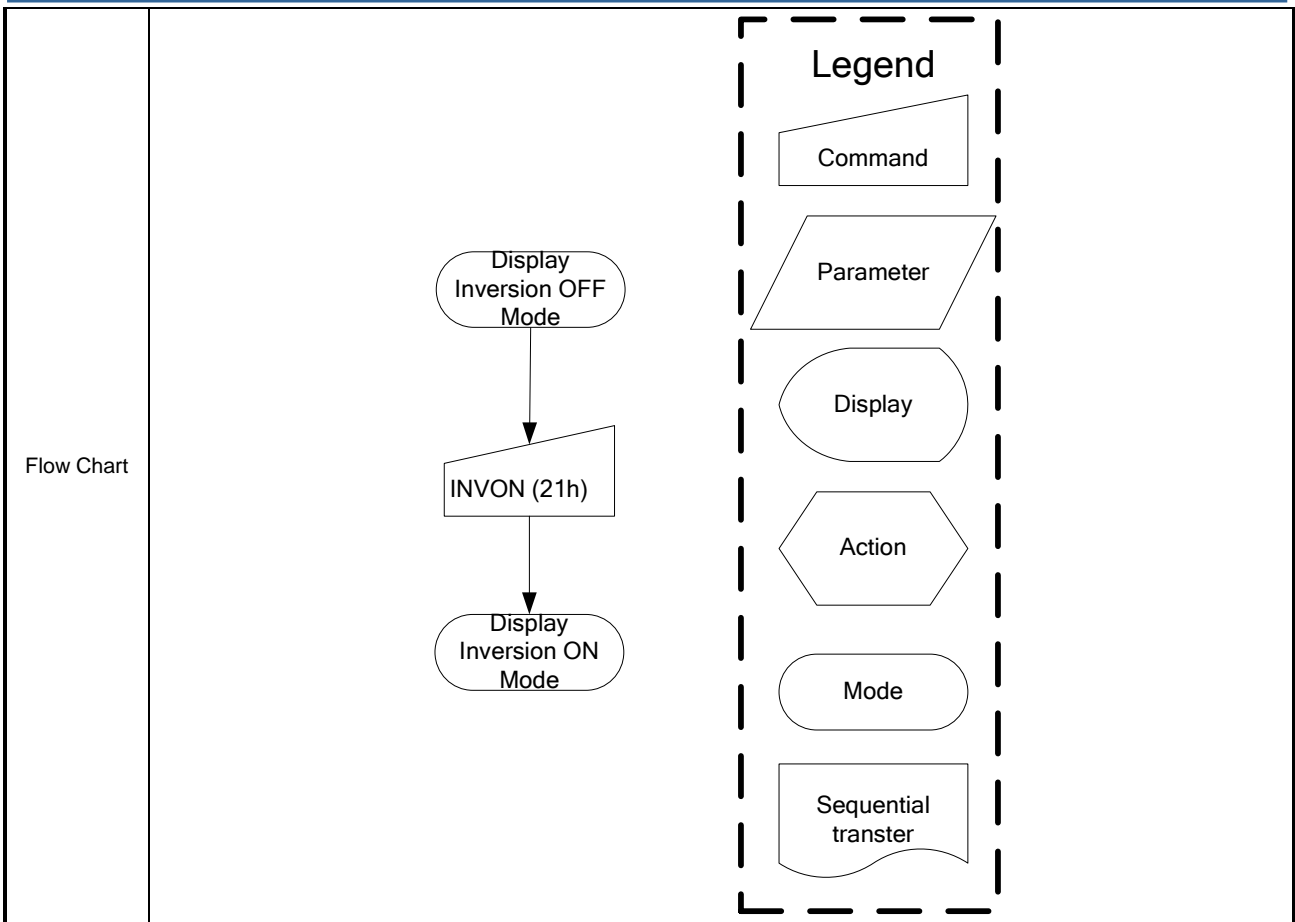 Flow Chart
Display
Inversion OFF
Mode
INVON (21h)
Display
Inversion ON
Mode
Legend
Command
Parameter
Display
Action
Mode
Sequential
transter